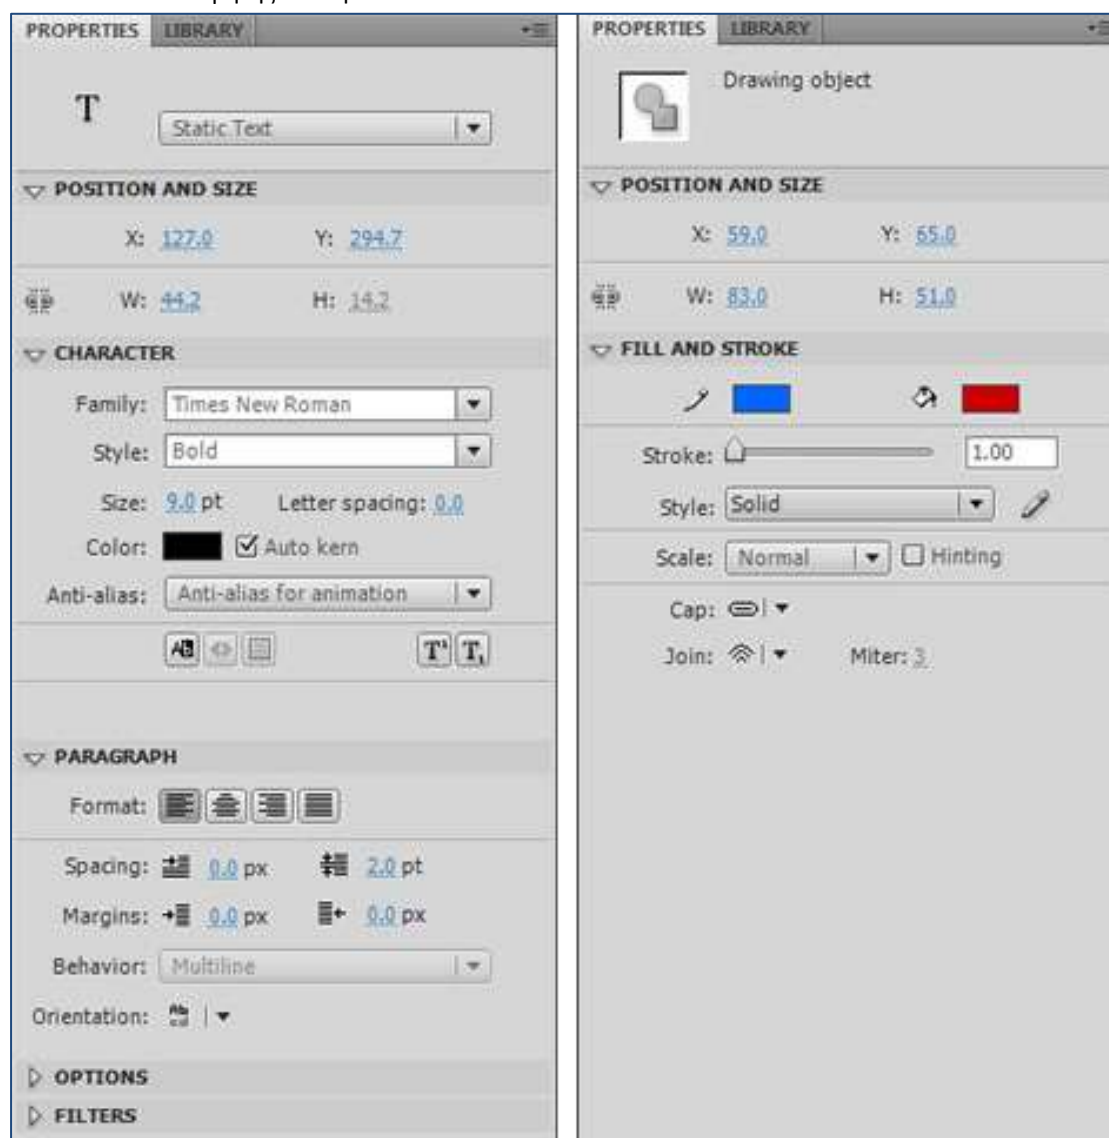 PROPERTIES LIBRARY
T
Static Text
POSITION AND SIZE
X: 127.0 Y: 294.7
W: 44.2 H: 14.2
CHARACTER
Family: Times New Roman
Style: Bold
Size: 9.0 pt Letter spacing: 0.0
Color: Auto kern
Anti-alias: Anti-alias for animation
T¹ T₁
PARAGRAPH
Format:
Spacing: 0.0 px 2.0 pt
Margins: 0.0 px 0.0 px
Behavior: Multiline
Orientation:
OPTIONS
FILTERS
PROPERTIES LIBRARY
Drawing object
POSITION AND SIZE
X: 59.0 Y: 65.0
W: 83.0 H: 51.0
FILL AND STROKE
Stroke: 1.00
Style: Solid
Scale: Normal Hinting
Cap:
Join: Miter: 3